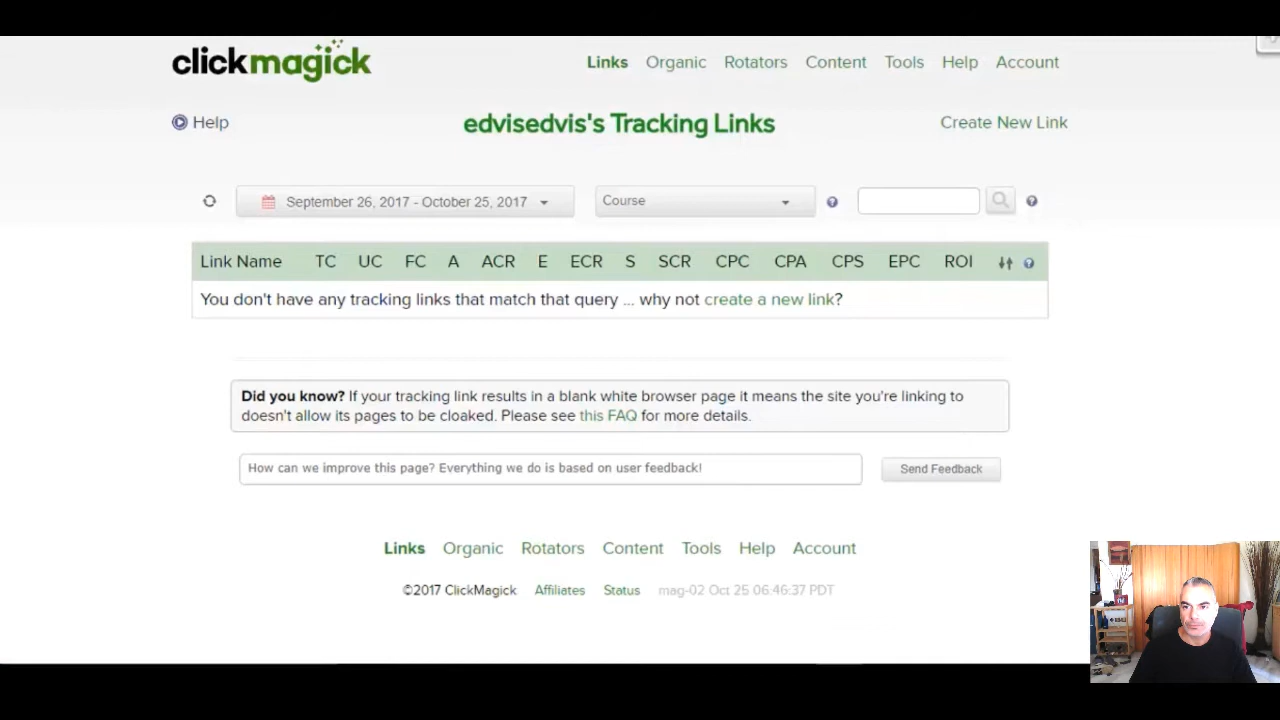 clickmagick
Links Organic Rotators Content Tools Help Account
Help
edvisedvis's Tracking Links
Create New Link
September 26, 2017 - October 25, 2017
Course
Link Name TC UC FC A ACR E ECR S SCR CPC CPA CPS EPC ROI
You don't have any tracking links that match that query ... why not create a new link?
Did you know? If your tracking link results in a blank white browser page it means the site you're linking to
doesn't allow its pages to be cloaked. Please see this FAQ for more details.
How can we improve this page? Everything we do is based on user feedback!
Send Feedback
Links Organic Rotators Content Tools Help Account
©2017 ClickMagick Affiliates Status mag-02 Oct 25 06:46:37 PDT